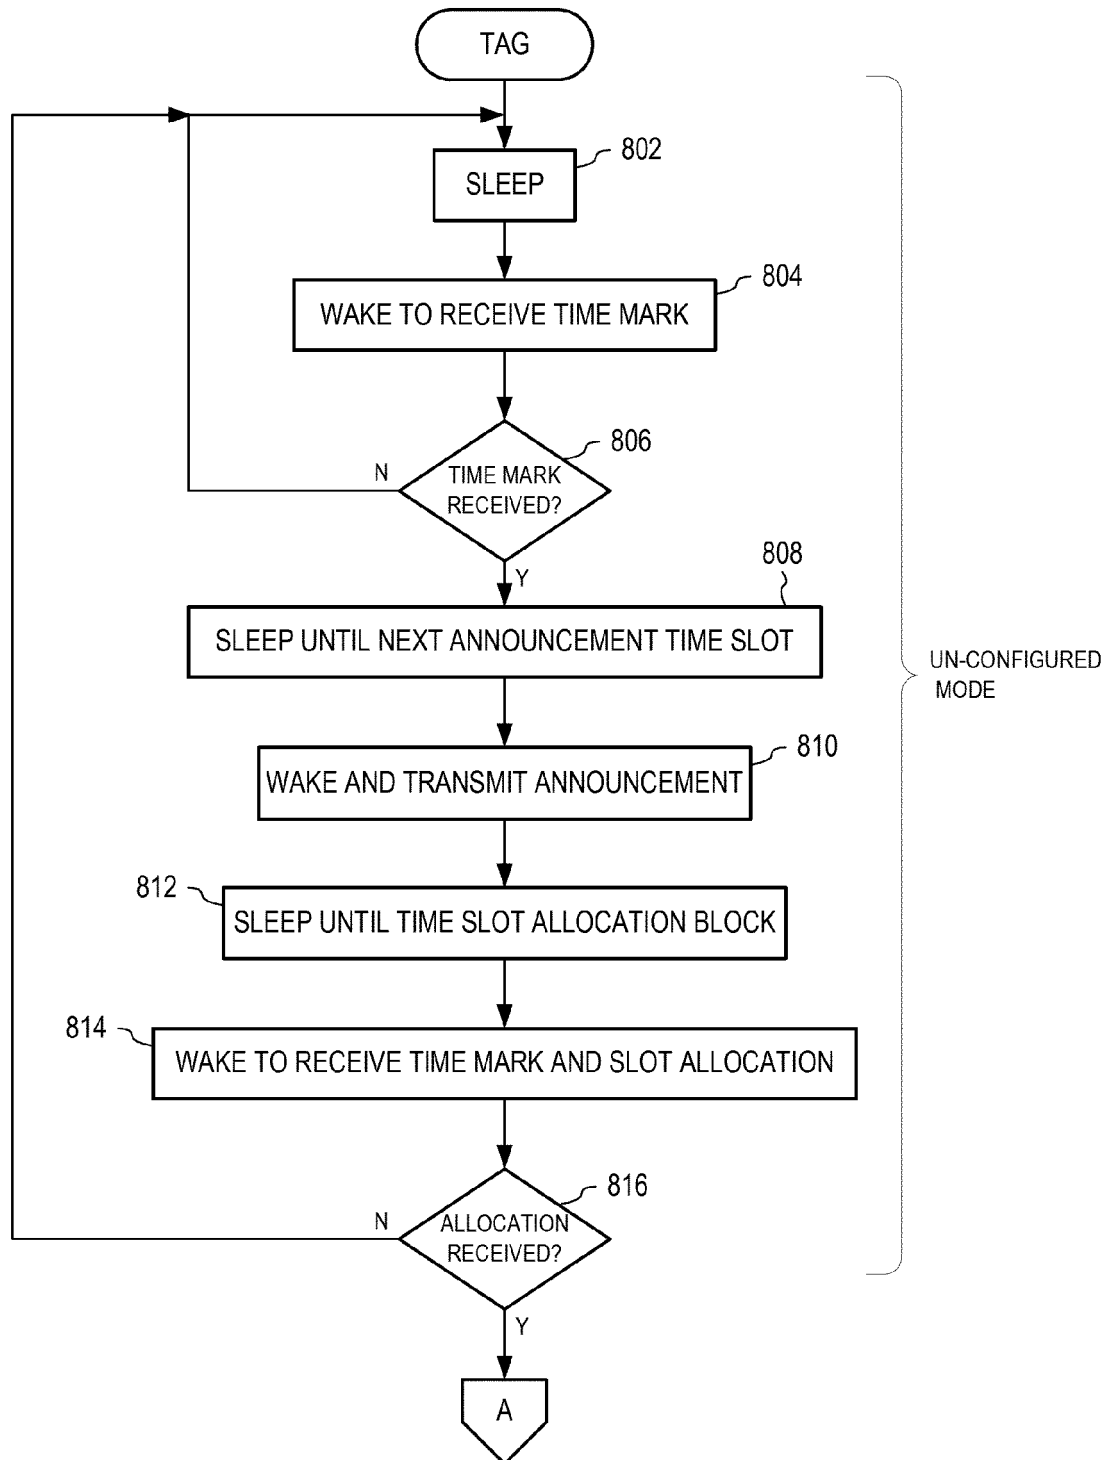 TAG
802
SLEEP
804
WAKE TO RECEIVE TIME MARK
806
N
TIME MARK
RECEIVED?
Y
808
SLEEP UNTIL NEXT ANNOUNCEMENT TIME SLOT
UN-CONFIGURED
MODE
810
WAKE AND TRANSMIT ANNOUNCEMENT
812
SLEEP UNTIL TIME SLOT ALLOCATION BLOCK
814
WAKE TO RECEIVE TIME MARK AND SLOT ALLOCATION
816
N
ALLOCATION
RECEIVED?
Y
A